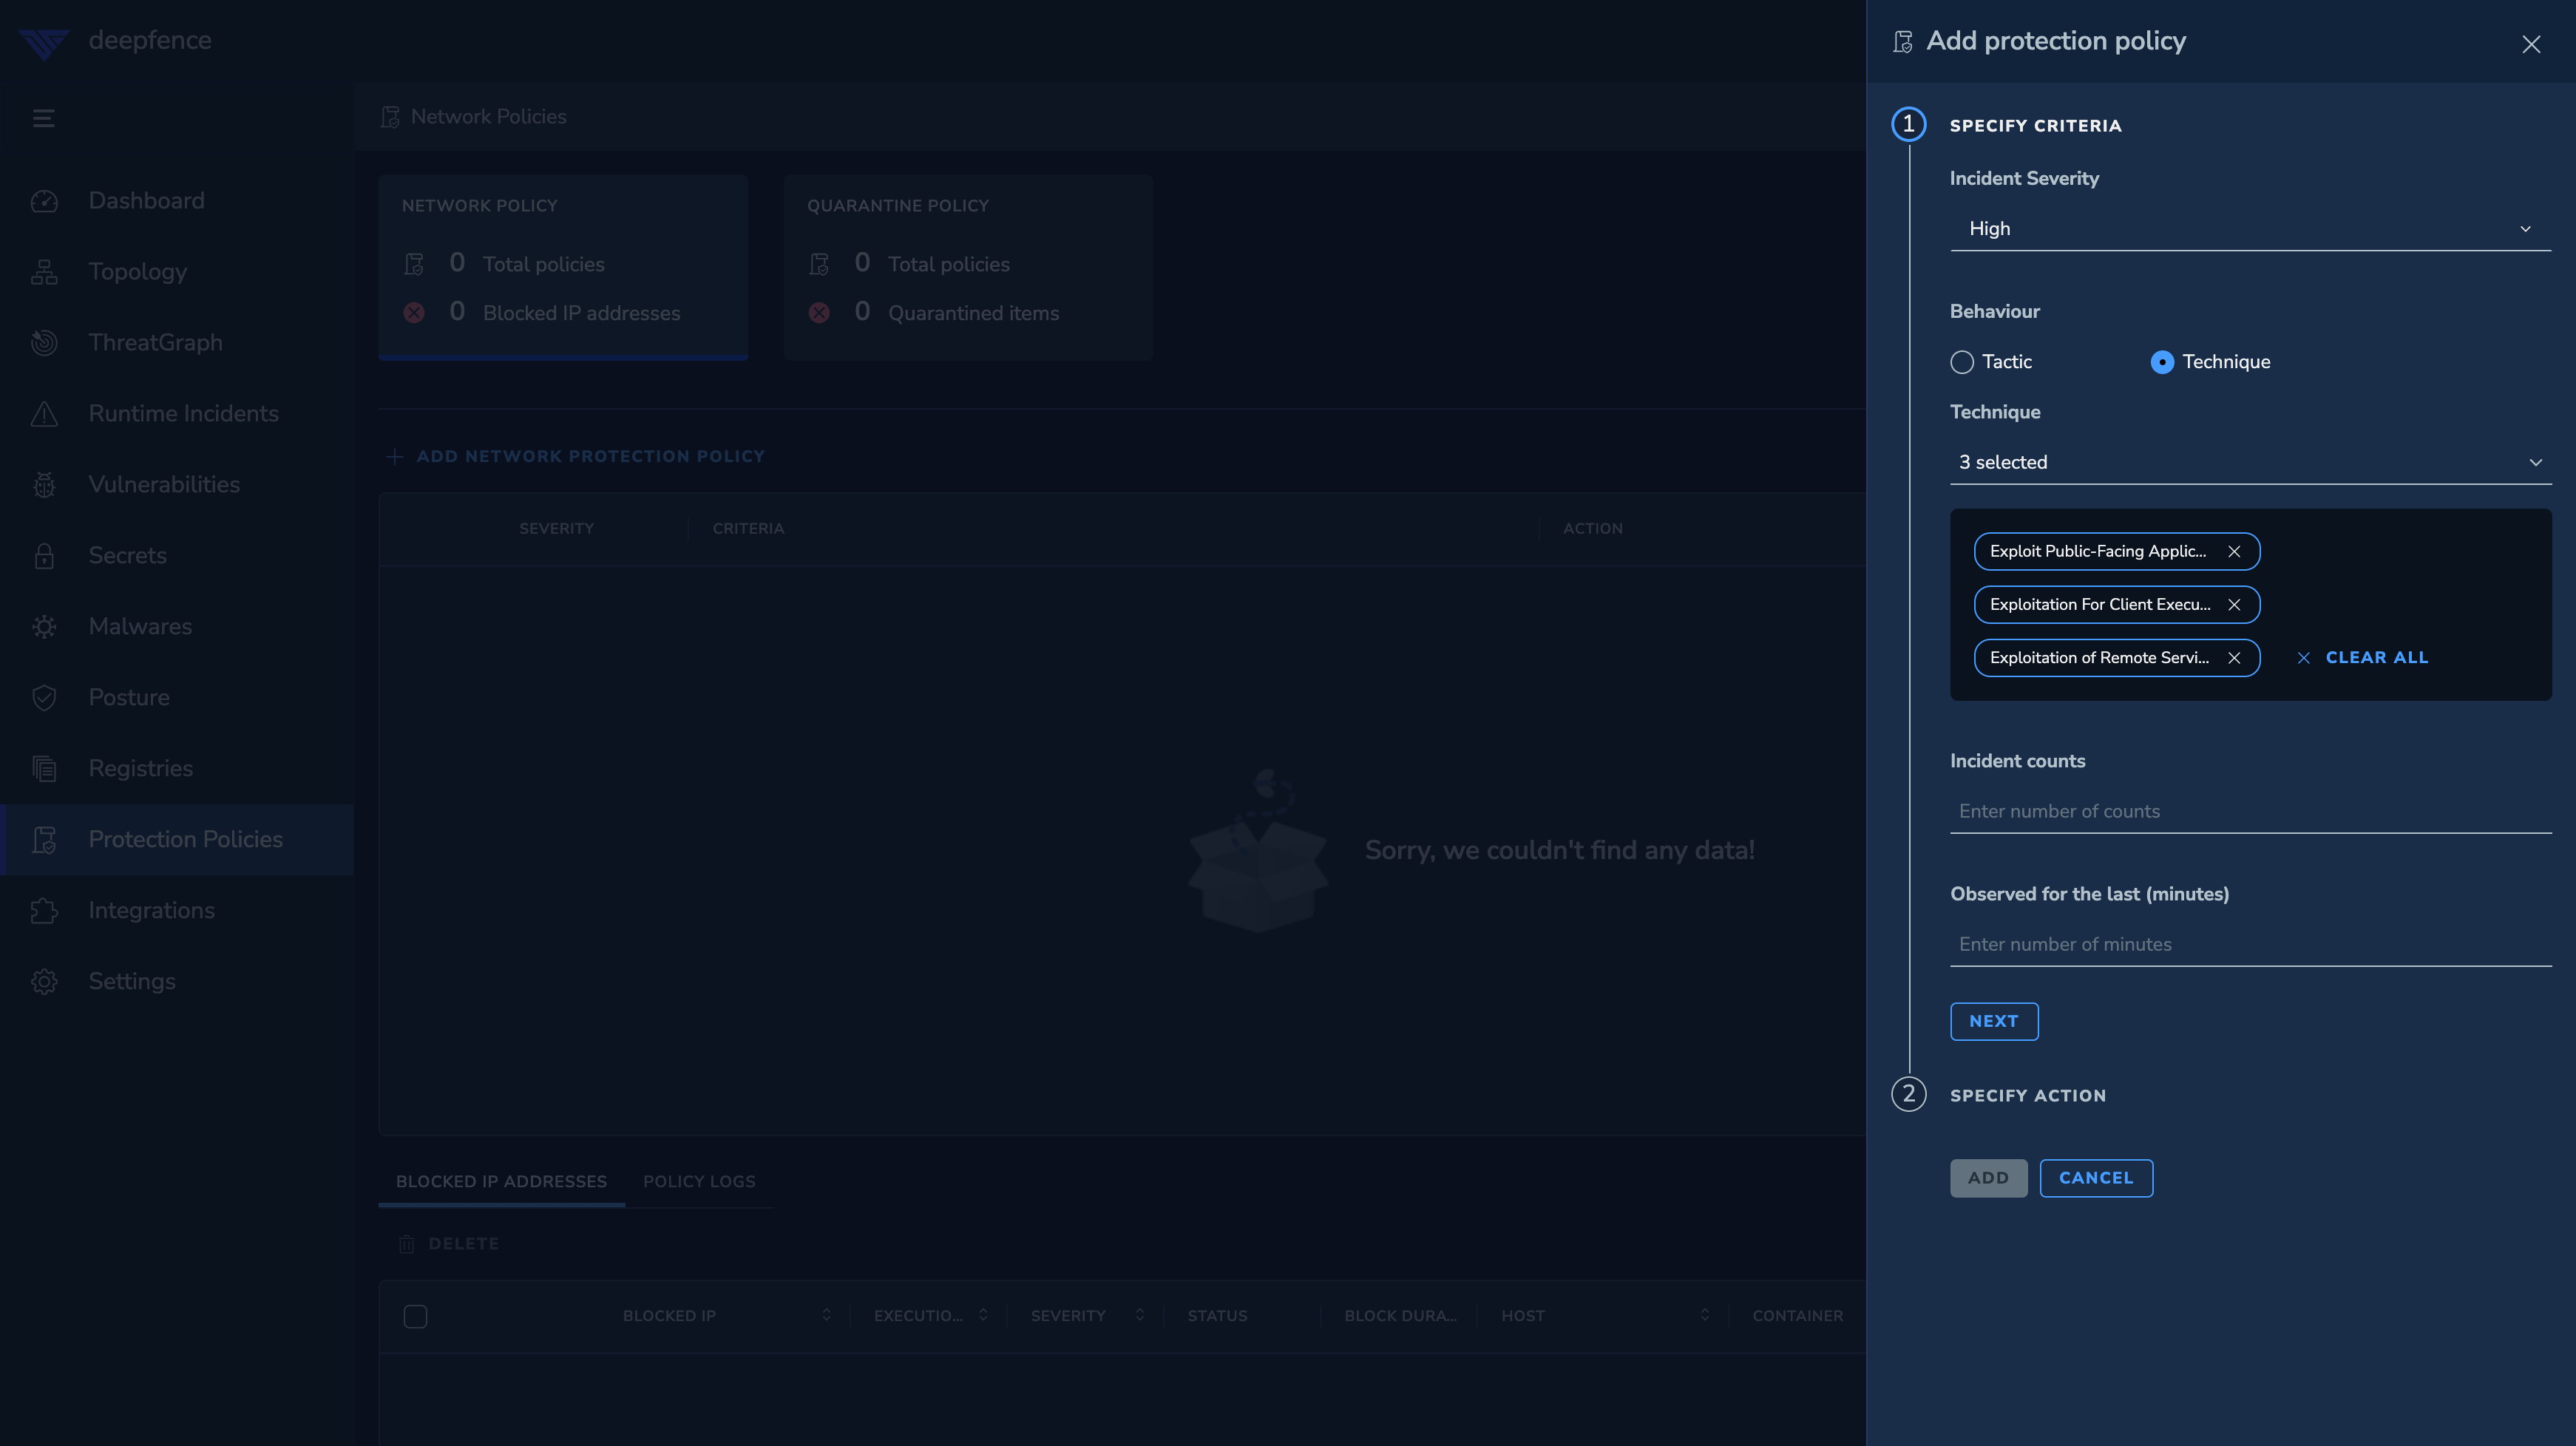 deepfence
Dashboard
Topology
ThreatGraph
Runtime Incidents
Vulnerabilities
Secrets
Malwares
Posture
Registries
Protection Policies
Integrations
Settings
Network Policies
NETWORK POLICY
0 Total policies
0 Blocked IP addresses
QUARANTINE POLICY
0 Total policies
0 Quarantined items
ADD NETWORK PROTECTION POLICY
SEVERITY CRITERIA ACTION
Sorry, we couldn't find any data!
BLOCKED IP ADDRESSES POLICY LOGS
DELETE
BLOCKED IP EXECUTIO... SEVERITY STATUS BLOCK DURA... HOST CONTAINER
Add protection policy
1 SPECIFY CRITERIA
Incident Severity
High
Behaviour
Tactic Technique
Technique
3 selected
Exploit Public-Facing Applic...
Exploitation For Client Execu...
Exploitation of Remote Servi... CLEAR ALL
Incident counts
Enter number of counts
Observed for the last (minutes)
Enter number of minutes
NEXT
2 SPECIFY ACTION
ADD CANCEL